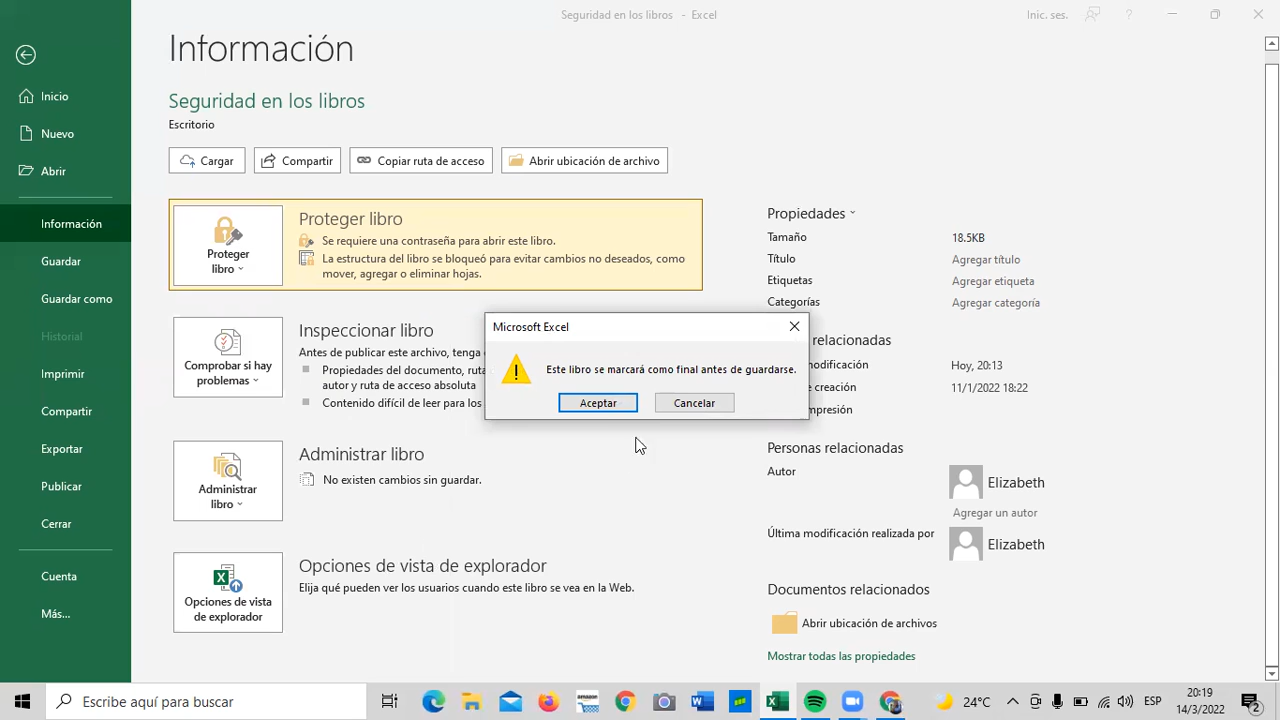 Seguridad en los libros - Excel
Inic. ses.
?
Información
Seguridad en los libros
Escritorio
Cargar
Compartir
Copiar ruta de acceso
Abrir ubicación de archivo
Inicio
Nuevo
Abrir
Información
Guardar
Guardar como
Historial
Imprimir
Compartir
Exportar
Publicar
Cerrar
Cuenta
Más...
Proteger libro
Proteger libro
Se requiere una contraseña para abrir este libro.
La estructura del libro se bloqueó para evitar cambios no deseados, como
mover, agregar o eliminar hojas.
Comprobar si hay
problemas
Inspeccionar libro
Antes de publicar este archivo, tenga
Propiedades del documento,
autor y ruta de acceso absoluta
Contenido difícil de leer para los
Administrar
libro
Administrar libro
No existen cambios sin guardar.
Opciones de vista
de explorador
Opciones de vista de explorador
Elija qué pueden ver los usuarios cuando este libro se vea en la Web.
Microsoft Excel
Este libro se marcará como final antes de guardarse.
Aceptar
Cancelar
Propiedades
Tamaño 18.5KB
Título Agregar título
Etiquetas Agregar etiqueta
Categorías Agregar categoría
relacionadas
Hoy, 20:13
creación 11/1/2022 18:22
Personas relacionadas
Autor Elizabeth
Agregar un autor
Última modificación realizada por Elizabeth
Documentos relacionados
Abrir ubicación de archivos
Mostrar todas las propiedades
Escribe aquí para buscar
amazon
24°C
ESP
20:19
14/3/2022
2